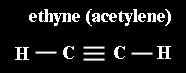 ethyne (acetylene)
H — C ≡ C — H